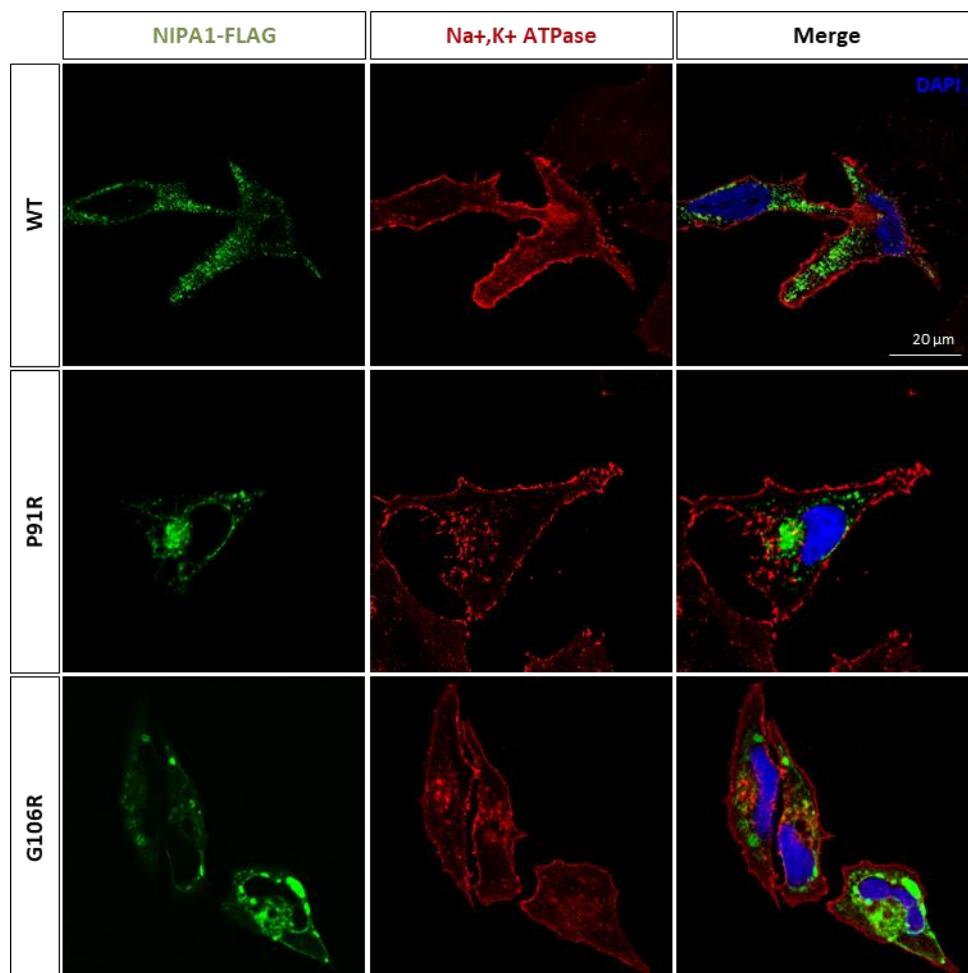 NIPA1-FLAG
Na+,K+ ATPase
Merge
WT
DAPI
20 µm
P91R
G106R